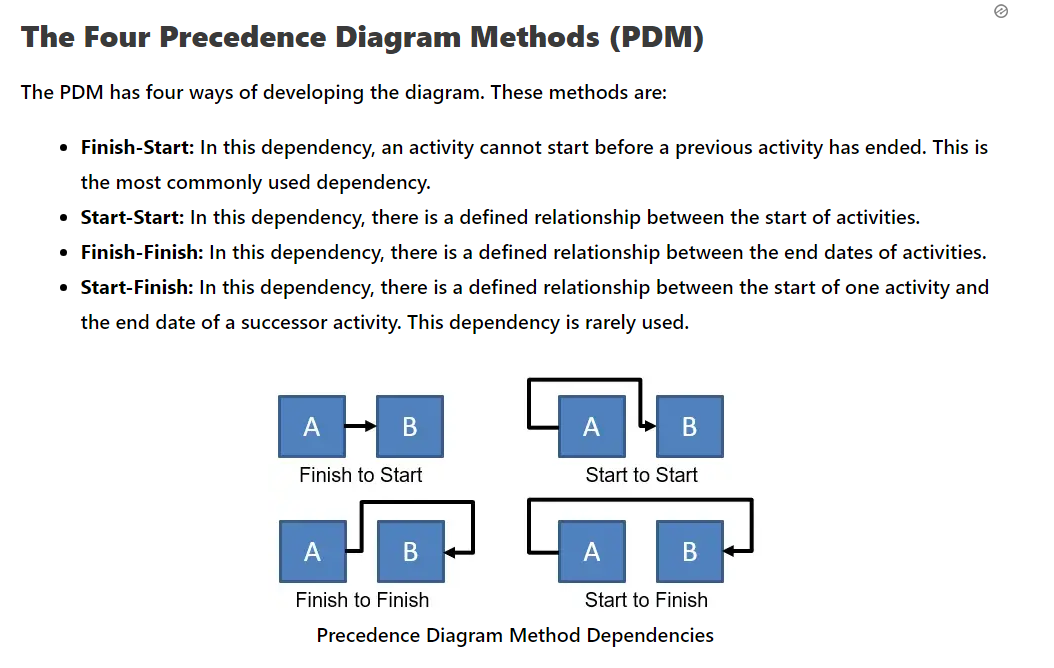 The Four Precedence Diagram Methods (PDM)
The PDM has four ways of developing the diagram. These methods are:
• Finish-Start: In this dependency, an activity cannot start before a previous activity has ended. This is
the most commonly used dependency.
• Start-Start: In this dependency, there is a defined relationship between the start of activities.
• Finish-Finish: In this dependency, there is a defined relationship between the end dates of activities.
• Start-Finish: In this dependency, there is a defined relationship between the start of one activity and
the end date of a successor activity. This dependency is rarely used.
A B
Finish to Start
A B
Start to Start
A B
Finish to Finish
A B
Start to Finish
Precedence Diagram Method Dependencies